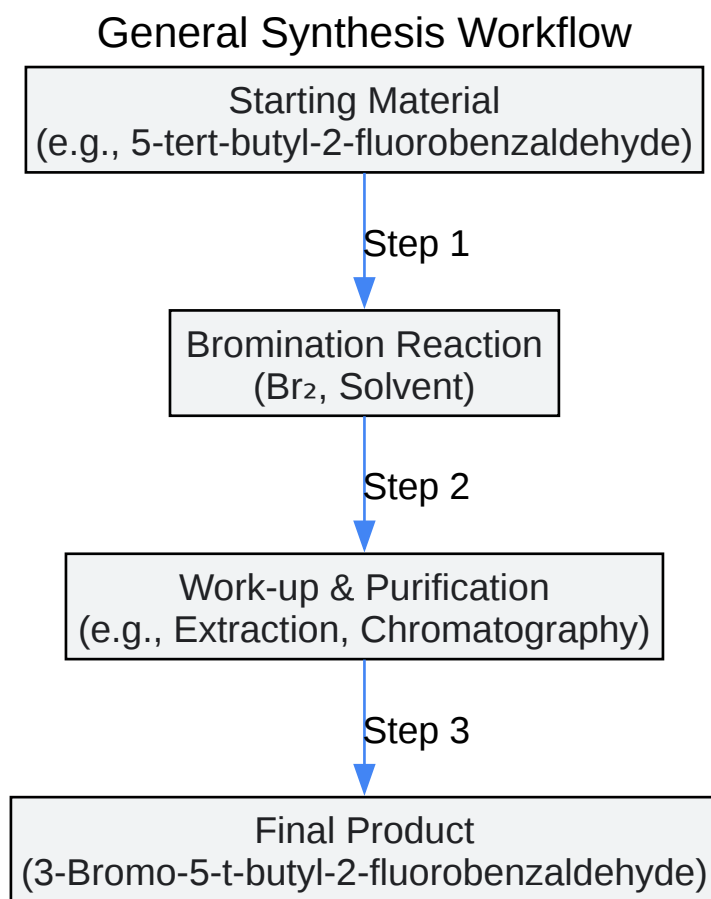 General Synthesis Workflow
Starting Material
(e.g., 5-tert-butyl-2-fluorobenzaldehyde)
Step 1
Bromination Reaction
(Br₂, Solvent)
Step 2
Work-up & Purification
(e.g., Extraction, Chromatography)
Step 3
Final Product
(3-Bromo-5-t-butyl-2-fluorobenzaldehyde)